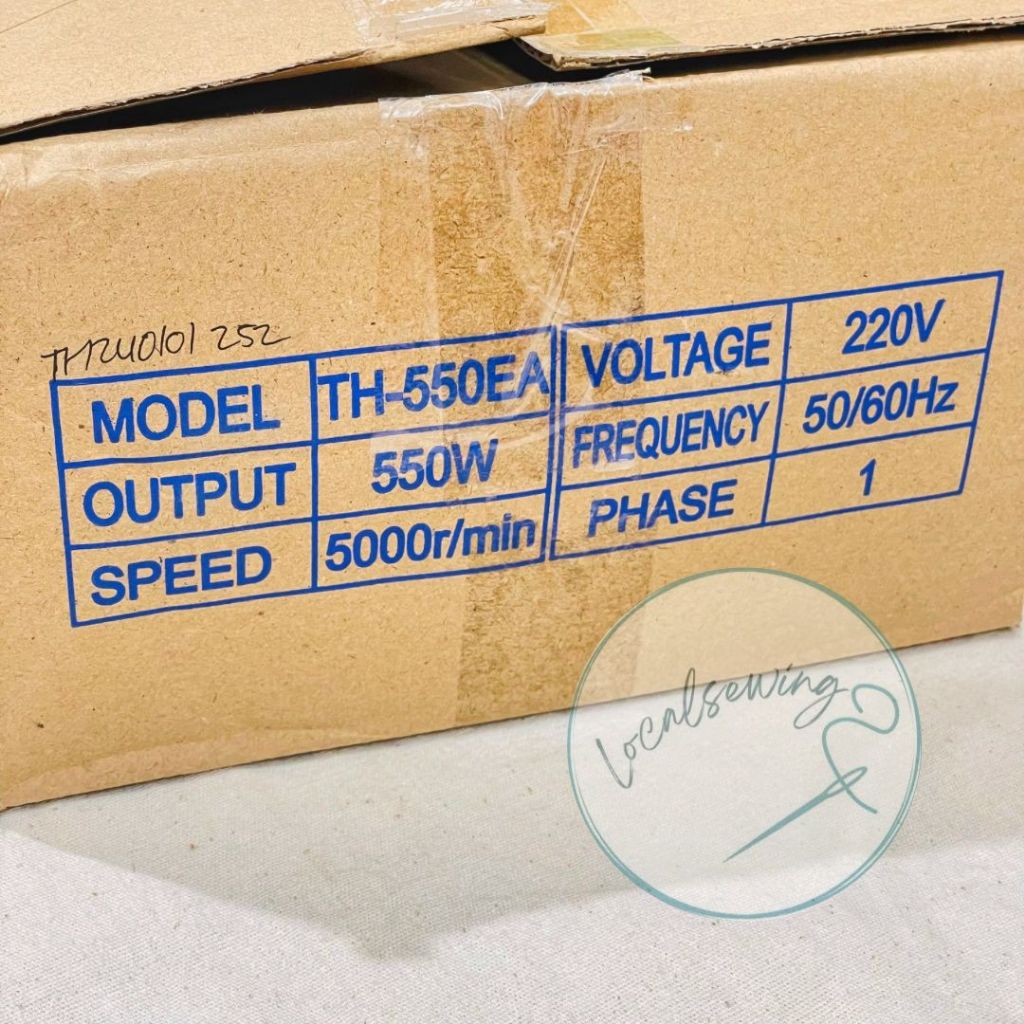 TH240101 252
MODEL TH-550EA VOLTAGE 220V
OUTPUT 550W FREQUENCY 50/60Hz
SPEED 5000r/min PHASE 1
Localsewing